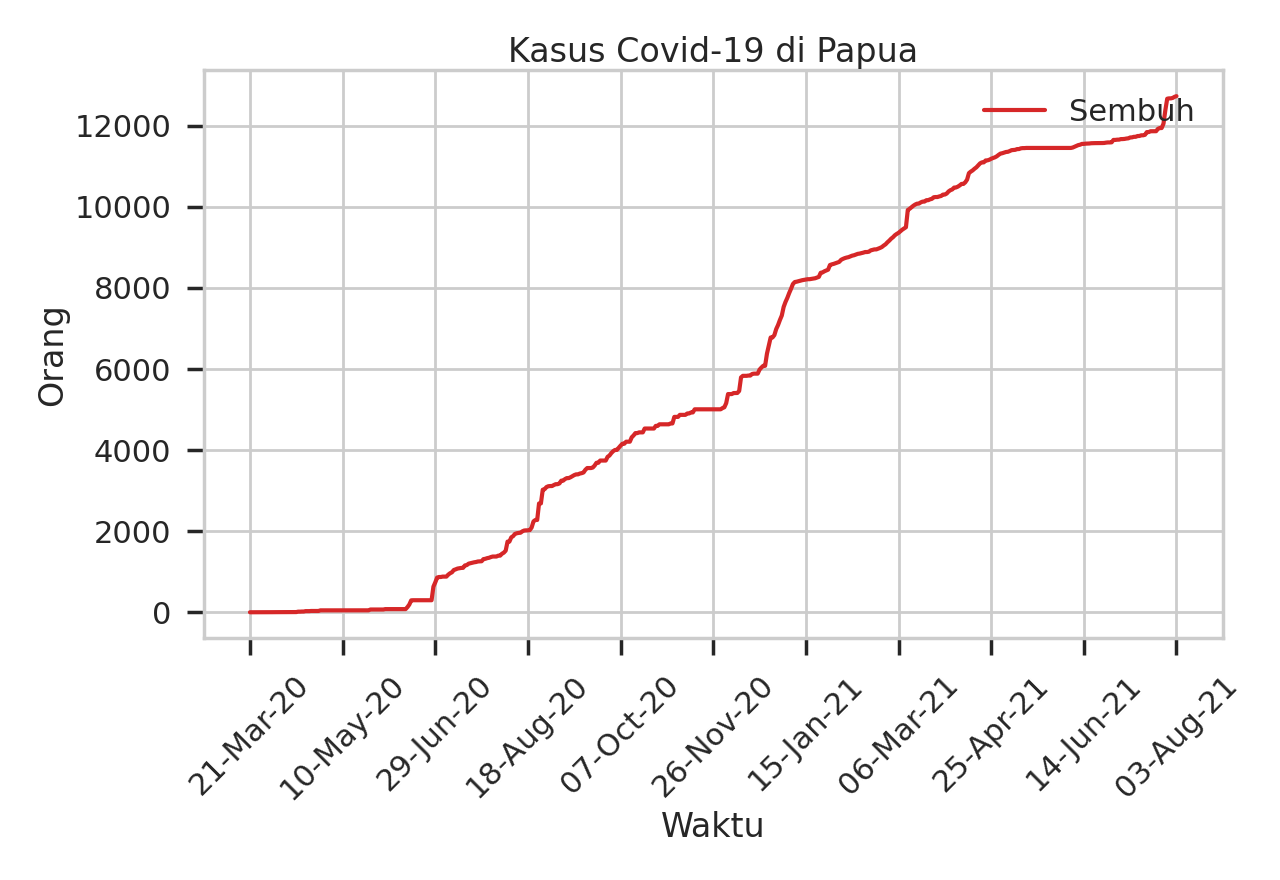 Kasus Covid-19 di Papua
Sembuh
Orang
12000
10000
8000
6000
4000
2000
0
21-Mar-20
10-May-20
29-Jun-20
18-Aug-20
07-Oct-20
26-Nov-20
15-Jan-21
06-Mar-21
25-Apr-21
14-Jun-21
03-Aug-21
Waktu